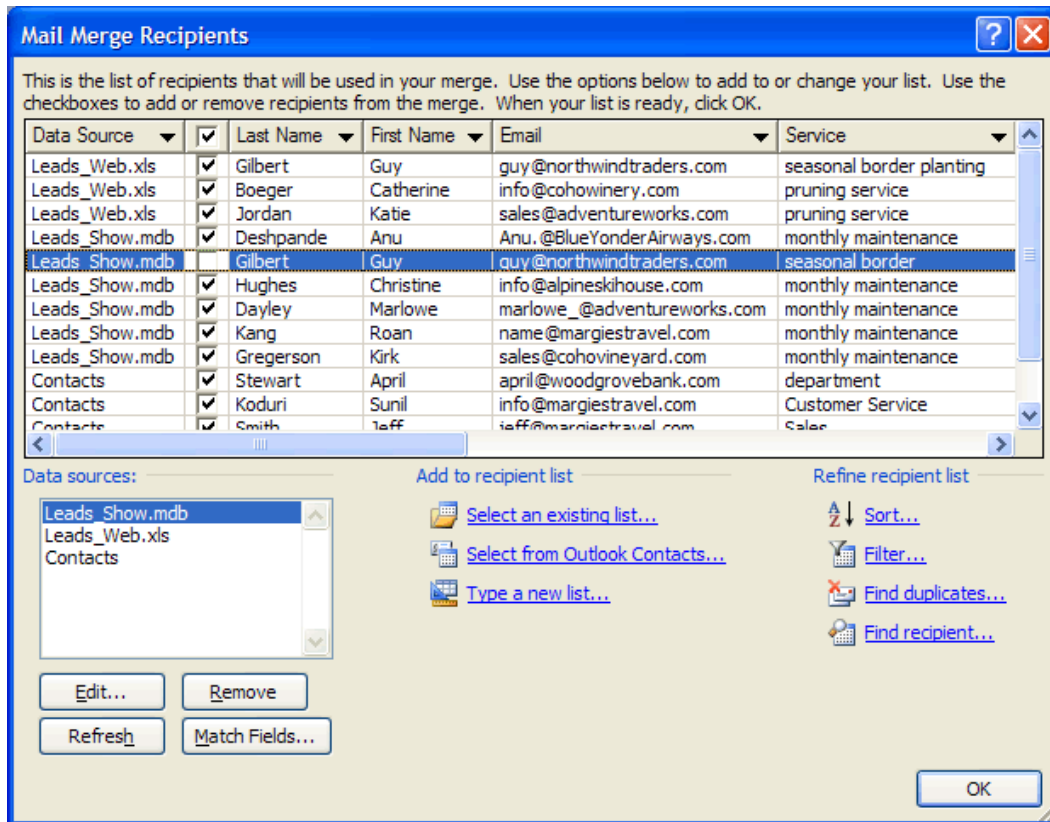 Mail Merge Recipients
This is the list of recipients that will be used in your merge. Use the options below to add to or change your list. Use the
checkboxes to add or remove recipients from the merge. When your list is ready, click OK.
Data Source Last Name First Name Email Service
Leads_Web.xls Gilbert Guy guy@northwindtraders.com seasonal border planting
Leads_Web.xls Boeger Catherine info@cohowinery.com pruning service
Leads_Web.xls Jordan Katie sales@adventureworks.com pruning service
Leads_Show.mdb Deshpande Anu Anu.@BlueYonderAirways.com monthly maintenance
Leads_Show.mdb Gilbert Guy guy@northwindtraders.com seasonal border
Leads_Show.mdb Hughes Christine info@alpineskihouse.com monthly maintenance
Leads_Show.mdb Dayley Marlowe marlowe_@adventureworks.com monthly maintenance
Leads_Show.mdb Kang Roan name@margiestravel.com monthly maintenance
Leads_Show.mdb Gregerson Kirk sales@cohovineyard.com monthly maintenance
Contacts Stewart April april@woodgrovebank.com department
Contacts Koduri Sunil info@margiestravel.com Customer Service
Contacts Smith Jeff jeff@margiestravel.com Sales
Data sources: Add to recipient list Refine recipient list
Leads_Show.mdb Select an existing list... Sort...
Leads_Web.xls
Contacts Select from Outlook Contacts... Filter...
Type a new list... Find duplicates...
Find recipient...
Edit... Remove
Refresh Match Fields...
OK